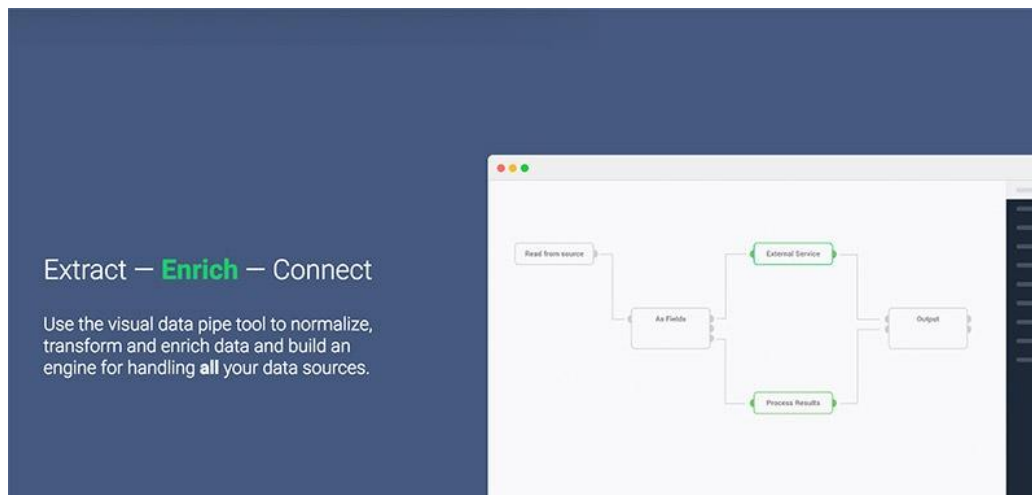 Extract — Enrich — Connect
Use the visual data pipe tool to normalize,
transform and enrich data and build an
engine for handling all your data sources.
Read from source
External Service
As Fields
Output
Process Results